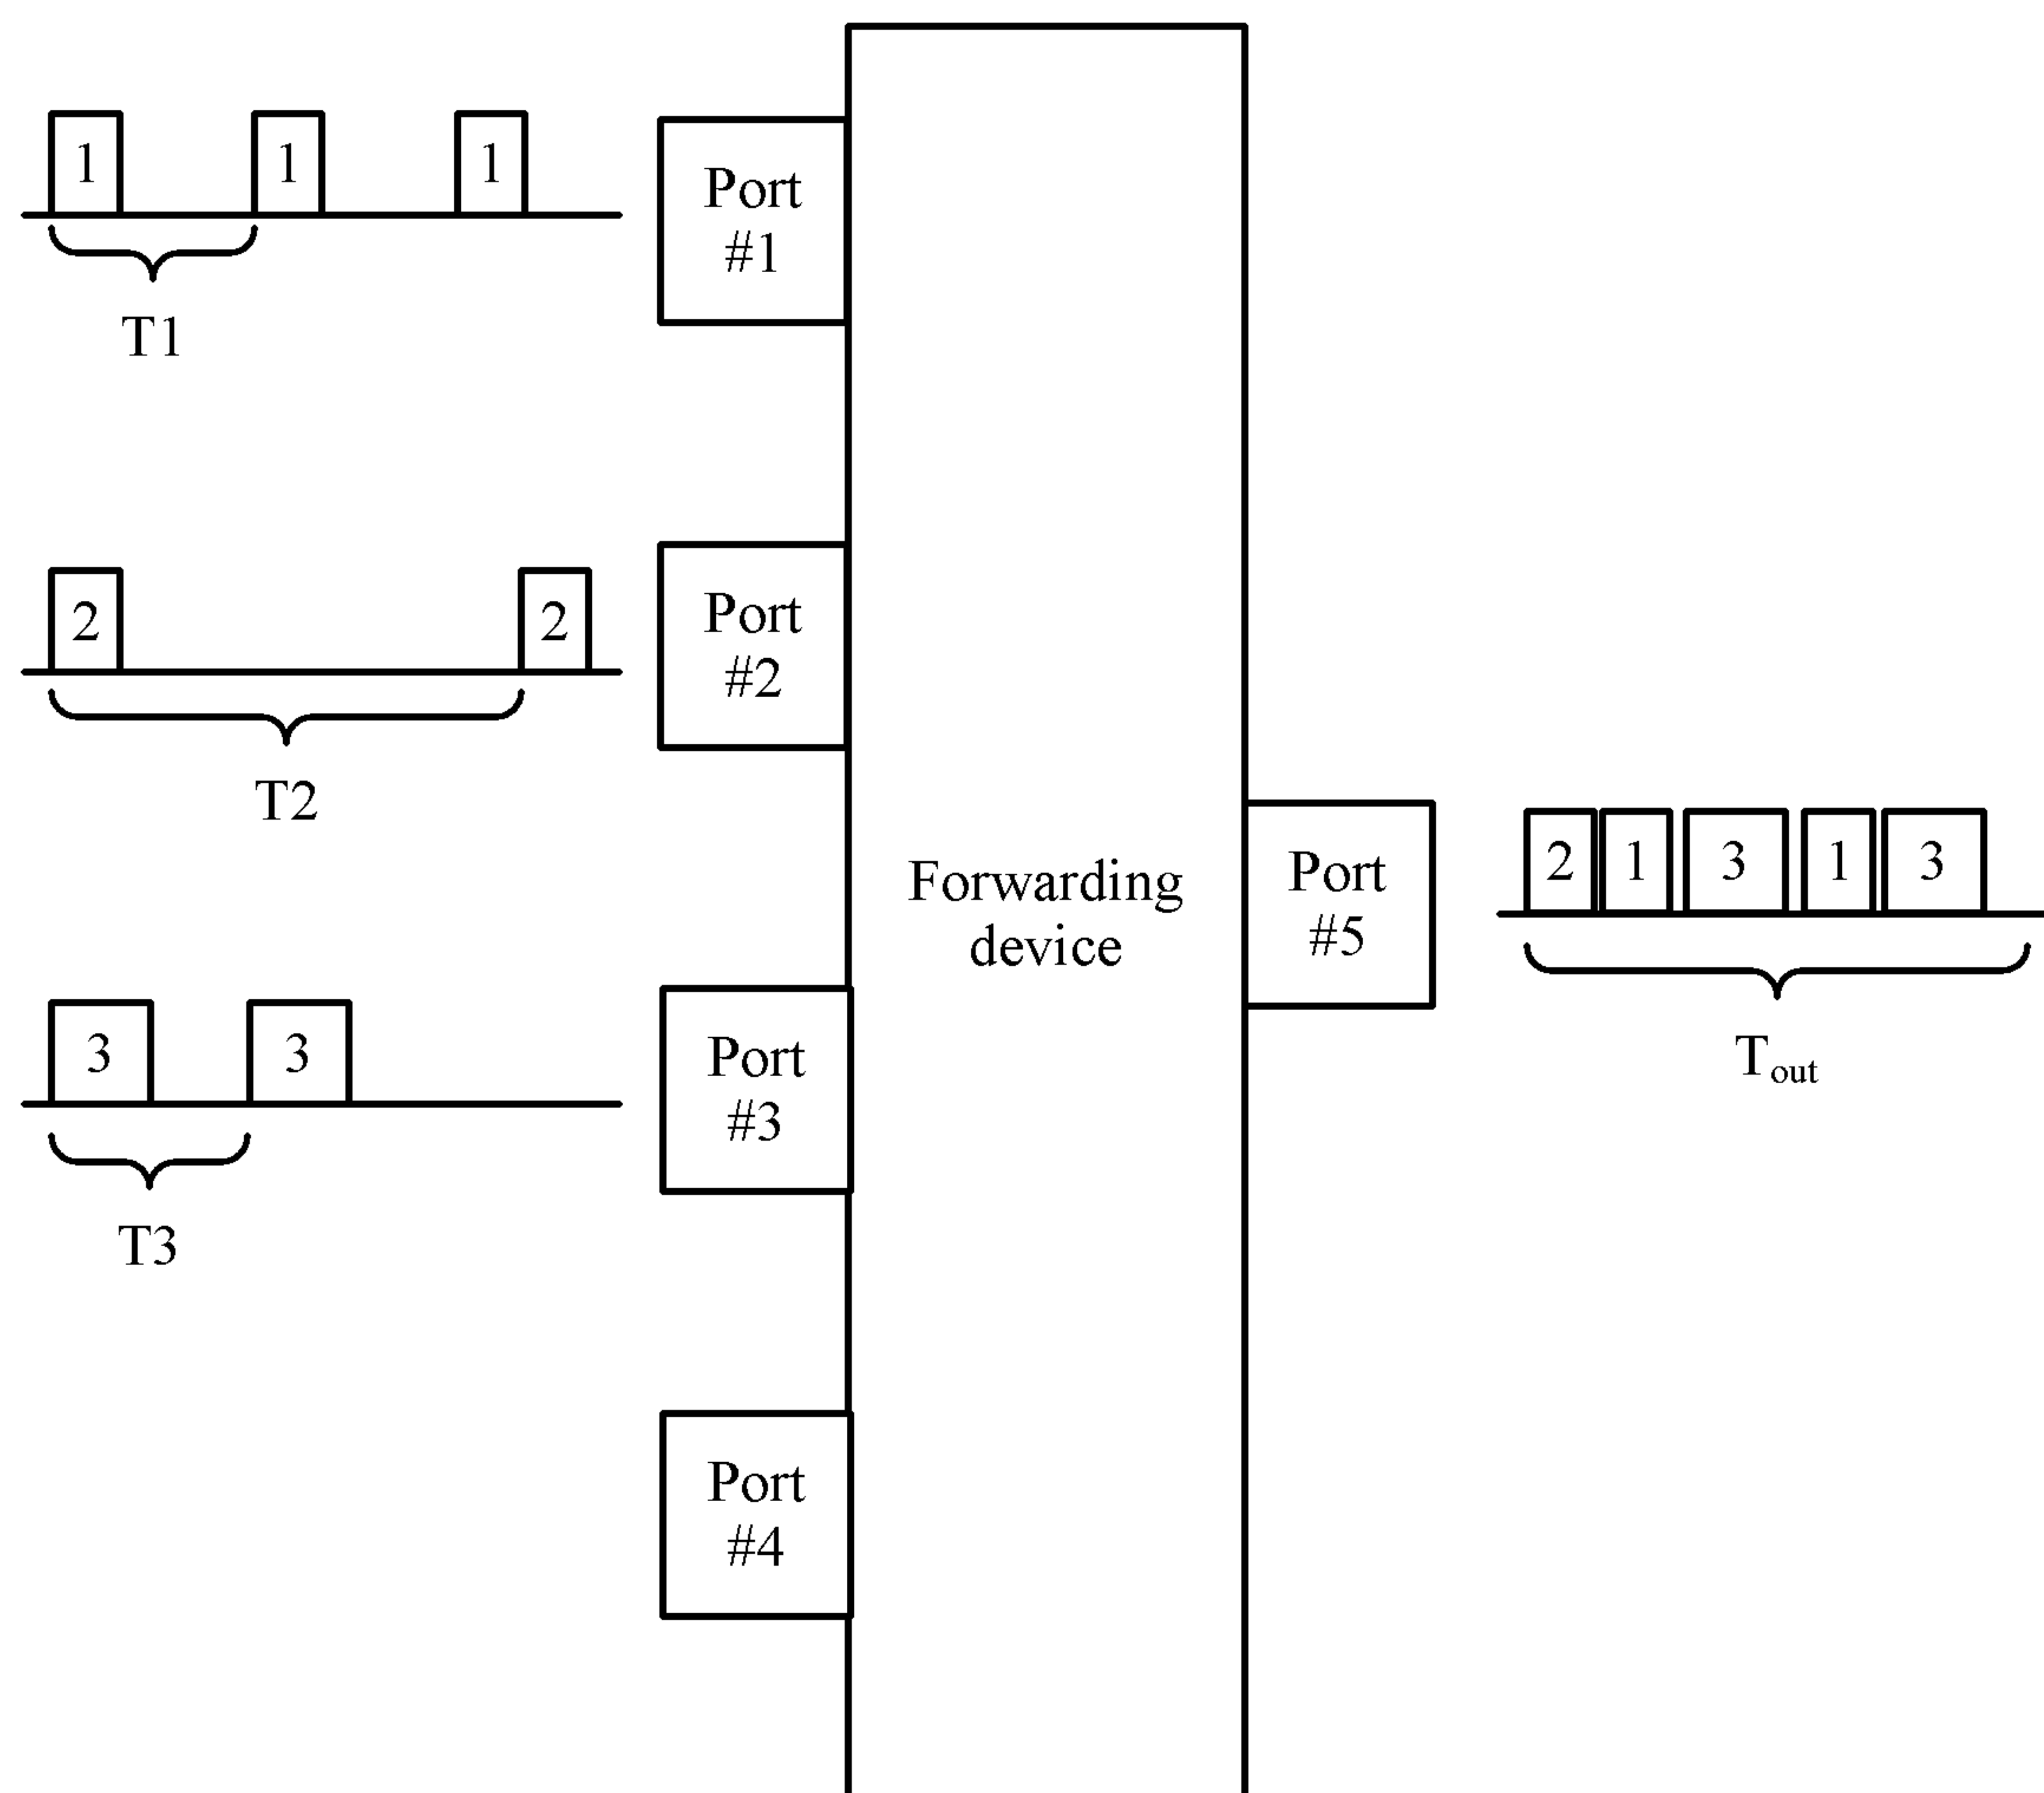 1 1 1
T1
Port
#1
2 2
T2
Port
#2
3 3
T3
Port
#3
Port
#4
Forwarding
device
Port
#5
2 1 3 1 3
Tout